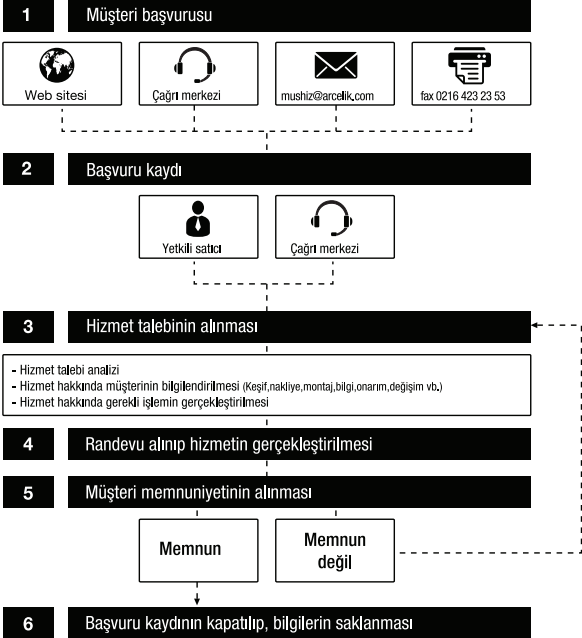 1 Müşteri başvurusu
Web sitesi
Çağrı merkezi
mushiz@arcelik.com
fax 0216 423 23 53
2 Başvuru kaydı
Yetkili satıcı
Çağrı merkezi
3 Hizmet talebinin alınması
- Hizmet talebi analizi
- Hizmet hakkında müşterinin bilgilendirilmesi (Keşif,nakliye,montaj,bilgi,onarım,değişim vb.)
- Hizmet hakkında gerekli işlemin gerçekleştirilmesi
4 Randevu alınıp hizmetin gerçekleştirilmesi
5 Müşteri memnuniyetinin alınması
Memnun
Memnun
değil
6 Başvuru kaydının kapatılıp, bilgilerin saklanması